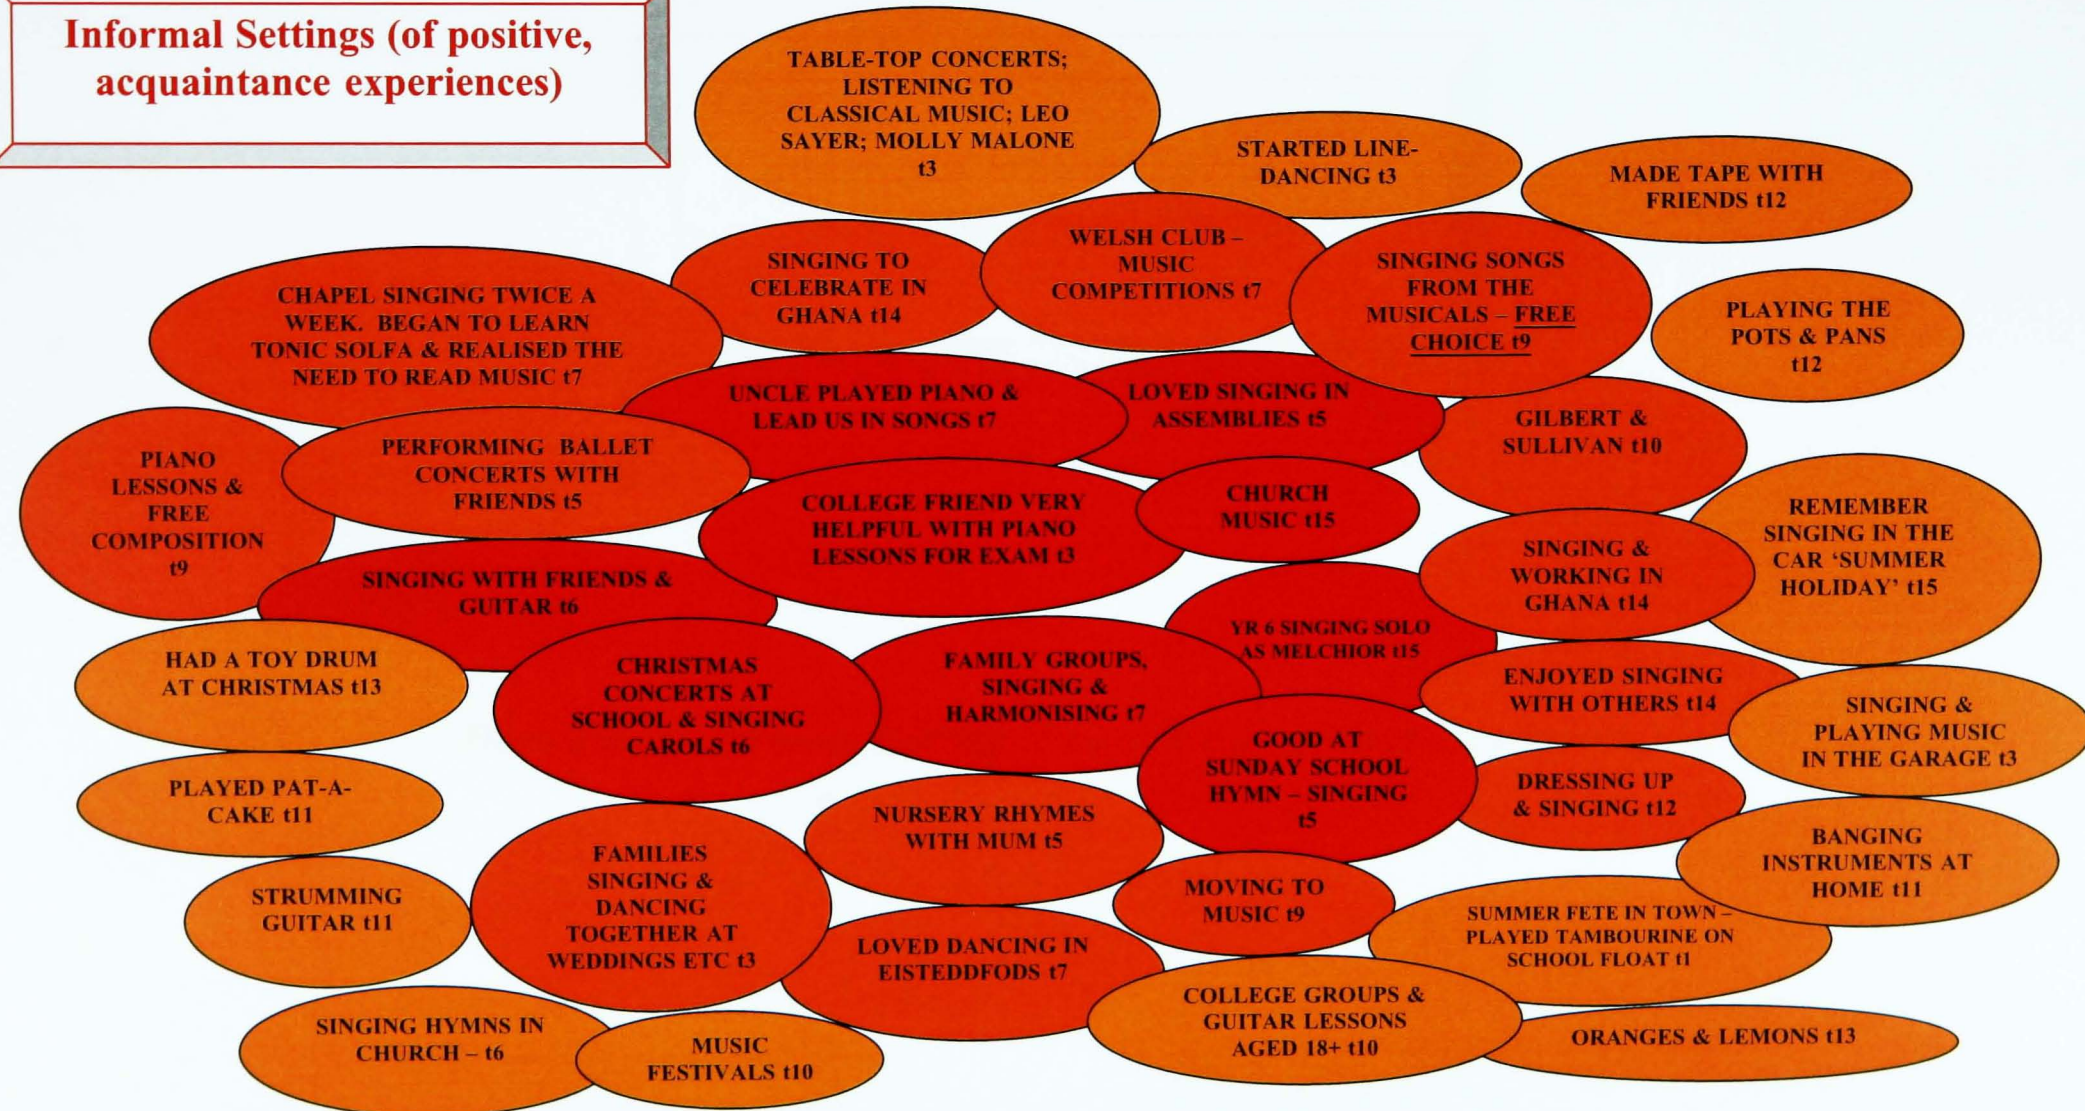 Informal Settings (of positive,
acquaintance experiences)
TABLE-TOP CONCERTS;
LISTENING TO
CLASSICAL MUSIC; LEO
SAYER; MOLLY MALONE
t3
STARTED LINE-
DANCING t3
MADE TAPE WITH
FRIENDS t12
CHAPEL SINGING TWICE A
WEEK. BEGAN TO LEARN
TONIC SOLFA & REALISED THE
NEED TO READ MUSIC t7
SINGING TO
CELEBRATE IN
GHANA t14
WELSH CLUB –
MUSIC
COMPETITIONS t7
SINGING SONGS
FROM THE
MUSICALS – FREE
CHOICE t9
PLAYING THE
POTS & PANS
t12
UNCLE PLAYED PIANO &
LEAD US IN SONGS t7
LOVED SINGING IN
ASSEMBLIES t5
GILBERT &
SULLIVAN t10
PIANO
LESSONS &
FREE
COMPOSITION
t9
PERFORMING BALLET
CONCERTS WITH
FRIENDS t5
COLLEGE FRIEND VERY
HELPFUL WITH PIANO
LESSONS FOR EXAM t3
CHURCH
MUSIC t15
REMEMBER
SINGING IN THE
CAR ‘SUMMER
HOLIDAY’ t15
SINGING WITH FRIENDS &
GUITAR t6
SINGING &
WORKING IN
GHANA t14
HAD A TOY DRUM
AT CHRISTMAS t13
CHRISTMAS
CONCERTS AT
SCHOOL & SINGING
CAROLS t6
FAMILY GROUPS,
SINGING &
HARMONISING t7
YR 6 SINGING SOLO
AS MELCHIOR t15
ENJOYED SINGING
WITH OTHERS t14
SINGING &
PLAYING MUSIC
IN THE GARAGE t3
PLAYED PAT-A-
CAKE t11
GOOD AT
SUNDAY SCHOOL
HYMN – SINGING
t5
DRESSING UP
& SINGING t12
NURSERY RHYMES
WITH MUM t5
BANGING
INSTRUMENTS AT
HOME t11
STRUMMING
GUITAR t11
FAMILIES
SINGING &
DANCING
TOGETHER AT
WEDDINGS ETC t3
MOVING TO
MUSIC t9
SUMMER FETE IN TOWN –
PLAYED TAMBOURINE ON
SCHOOL FLOAT t1
LOVED DANCING IN
EISTEDDFODS t7
SINGING HYMNS IN
CHURCH – t6
MUSIC
FESTIVALS t10
COLLEGE GROUPS &
GUITAR LESSONS
AGED 18+ t10
ORANGES & LEMONS t13